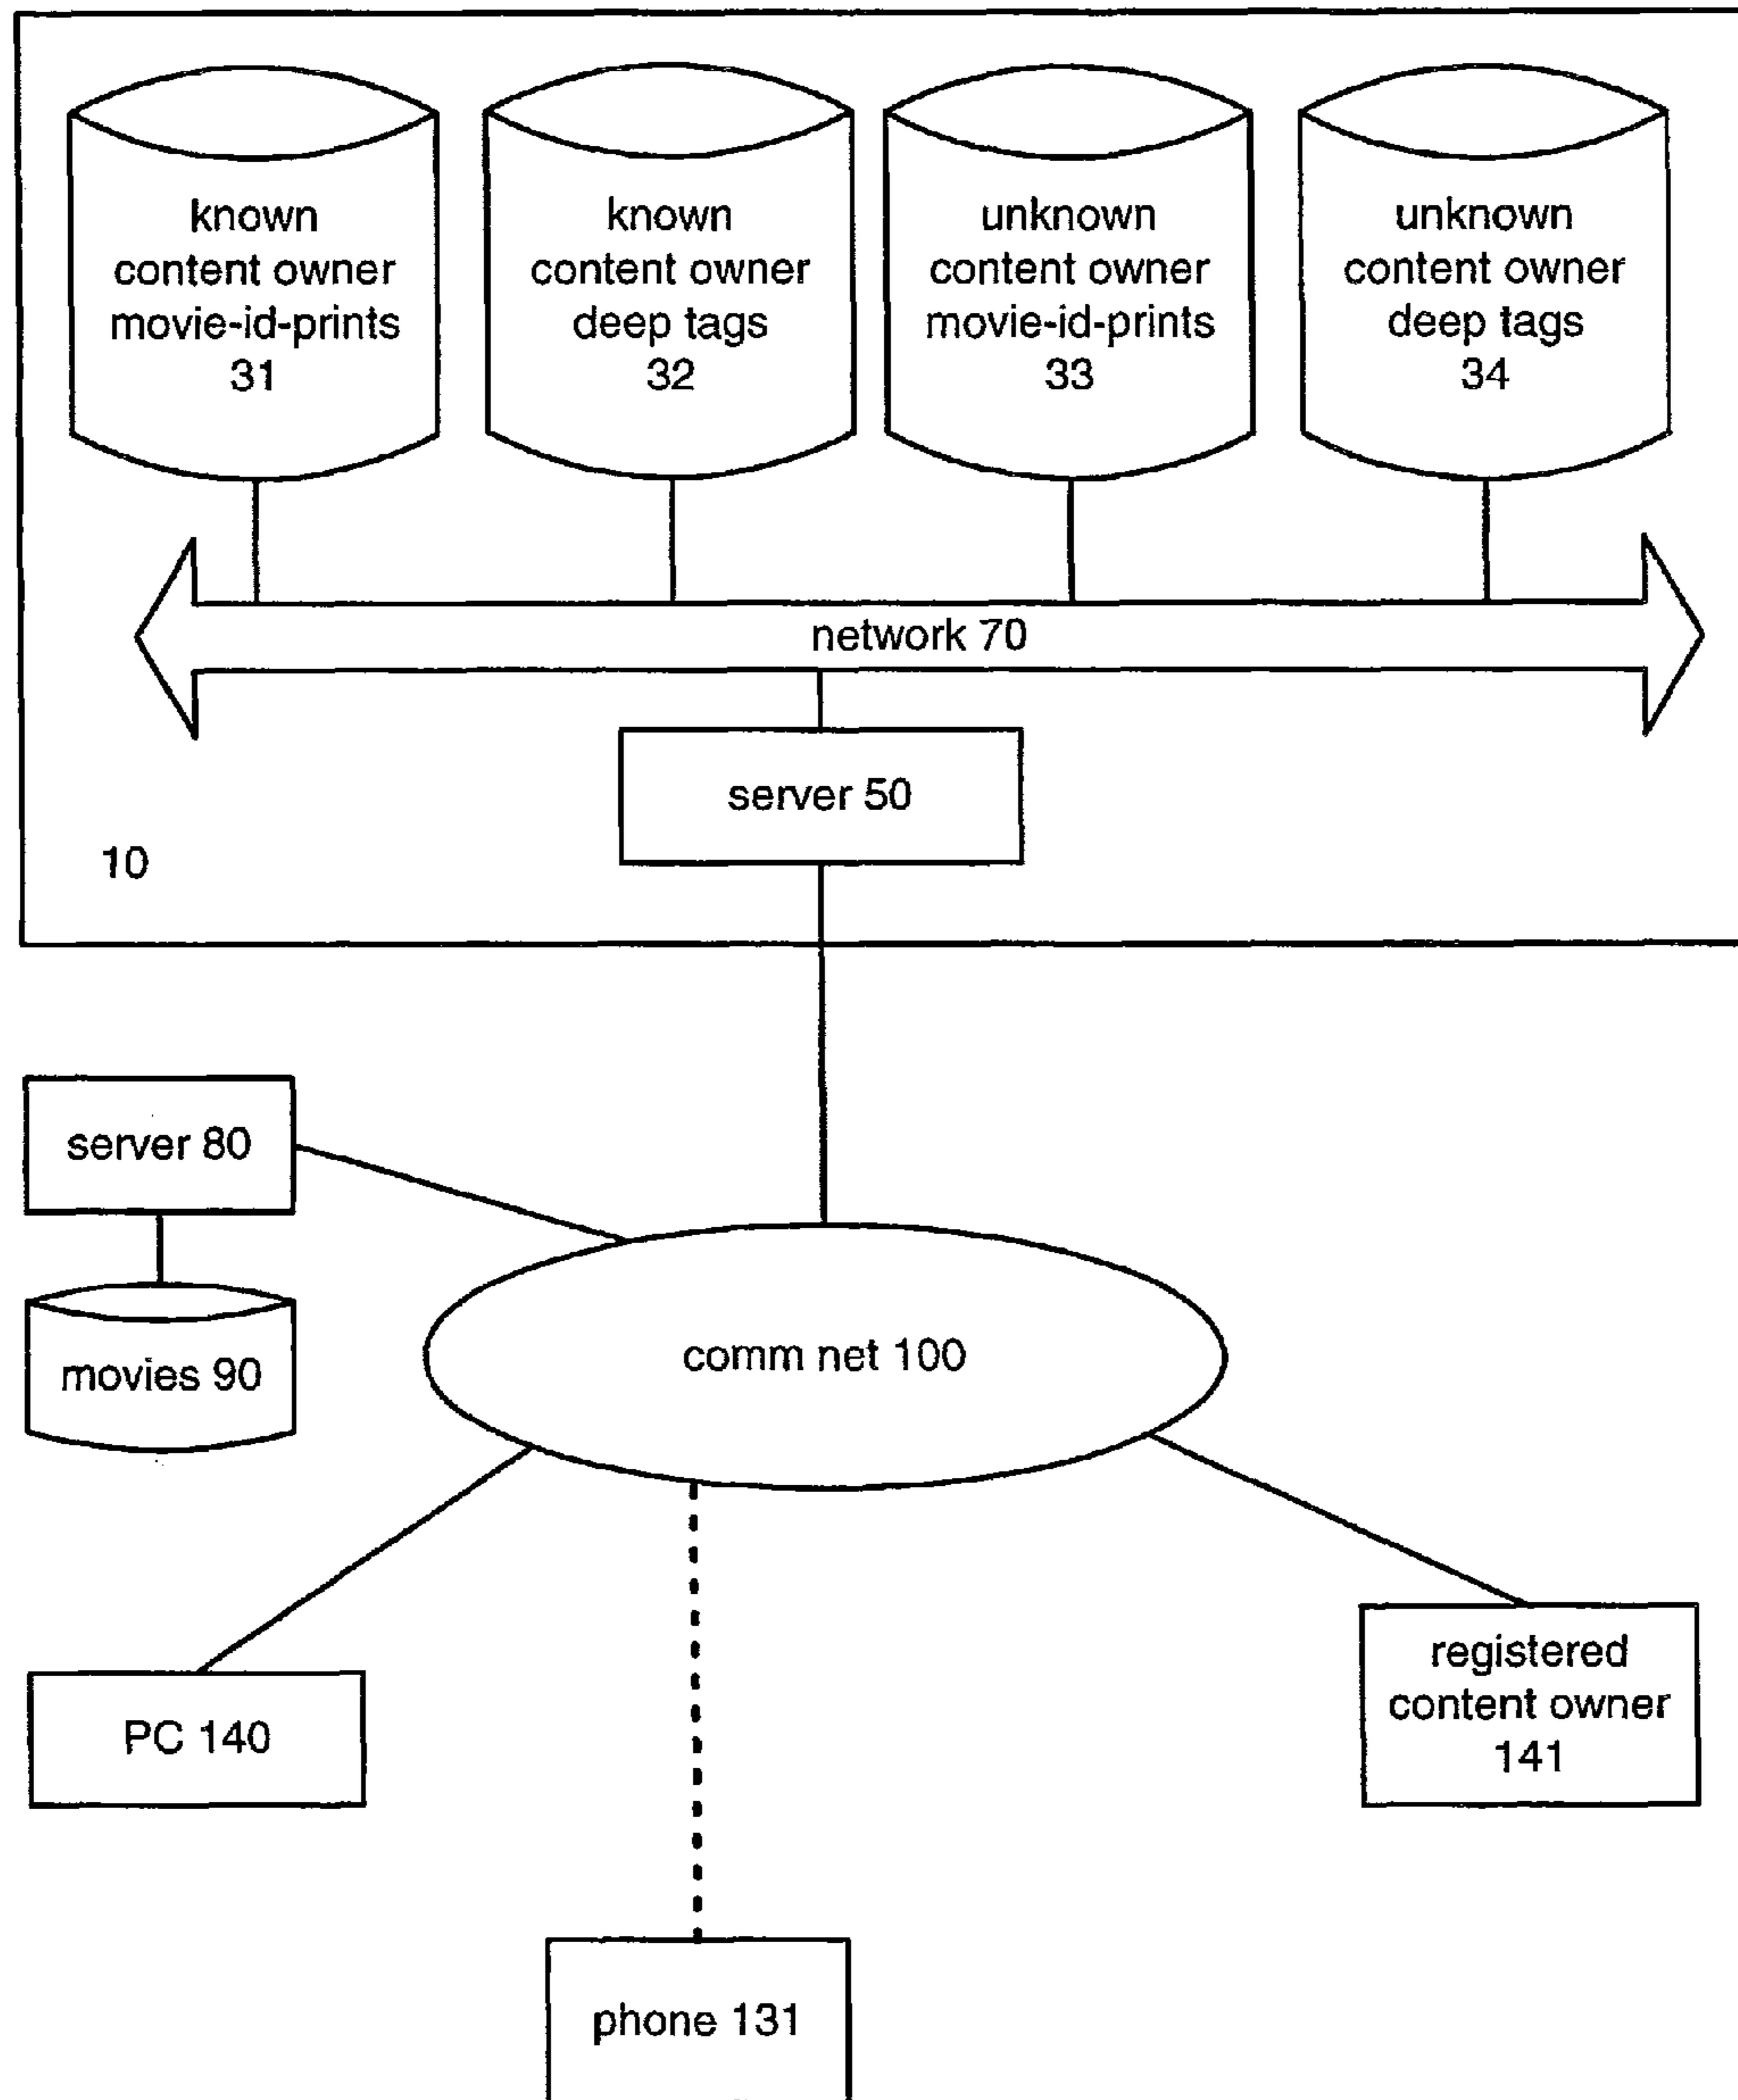 known
content owner
movie-id-prints
31
known
content owner
deep tags
32
unknown
content owner
movie-id-prints
33
unknown
content owner
deep tags
34
network 70
server 50
10
server 80
movies 90
comm net 100
PC 140
registered
content owner
141
phone 131